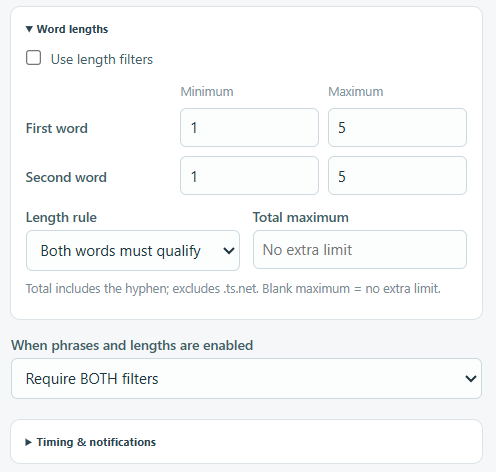 Word lengths
Use length filters
Minimum Maximum
First word 1 5
Second word 1 5
Length rule Total maximum
Both words must qualify No extra limit
Total includes the hyphen; excludes .ts.net. Blank maximum = no extra limit.
When phrases and lengths are enabled
Require BOTH filters
Timing & notifications